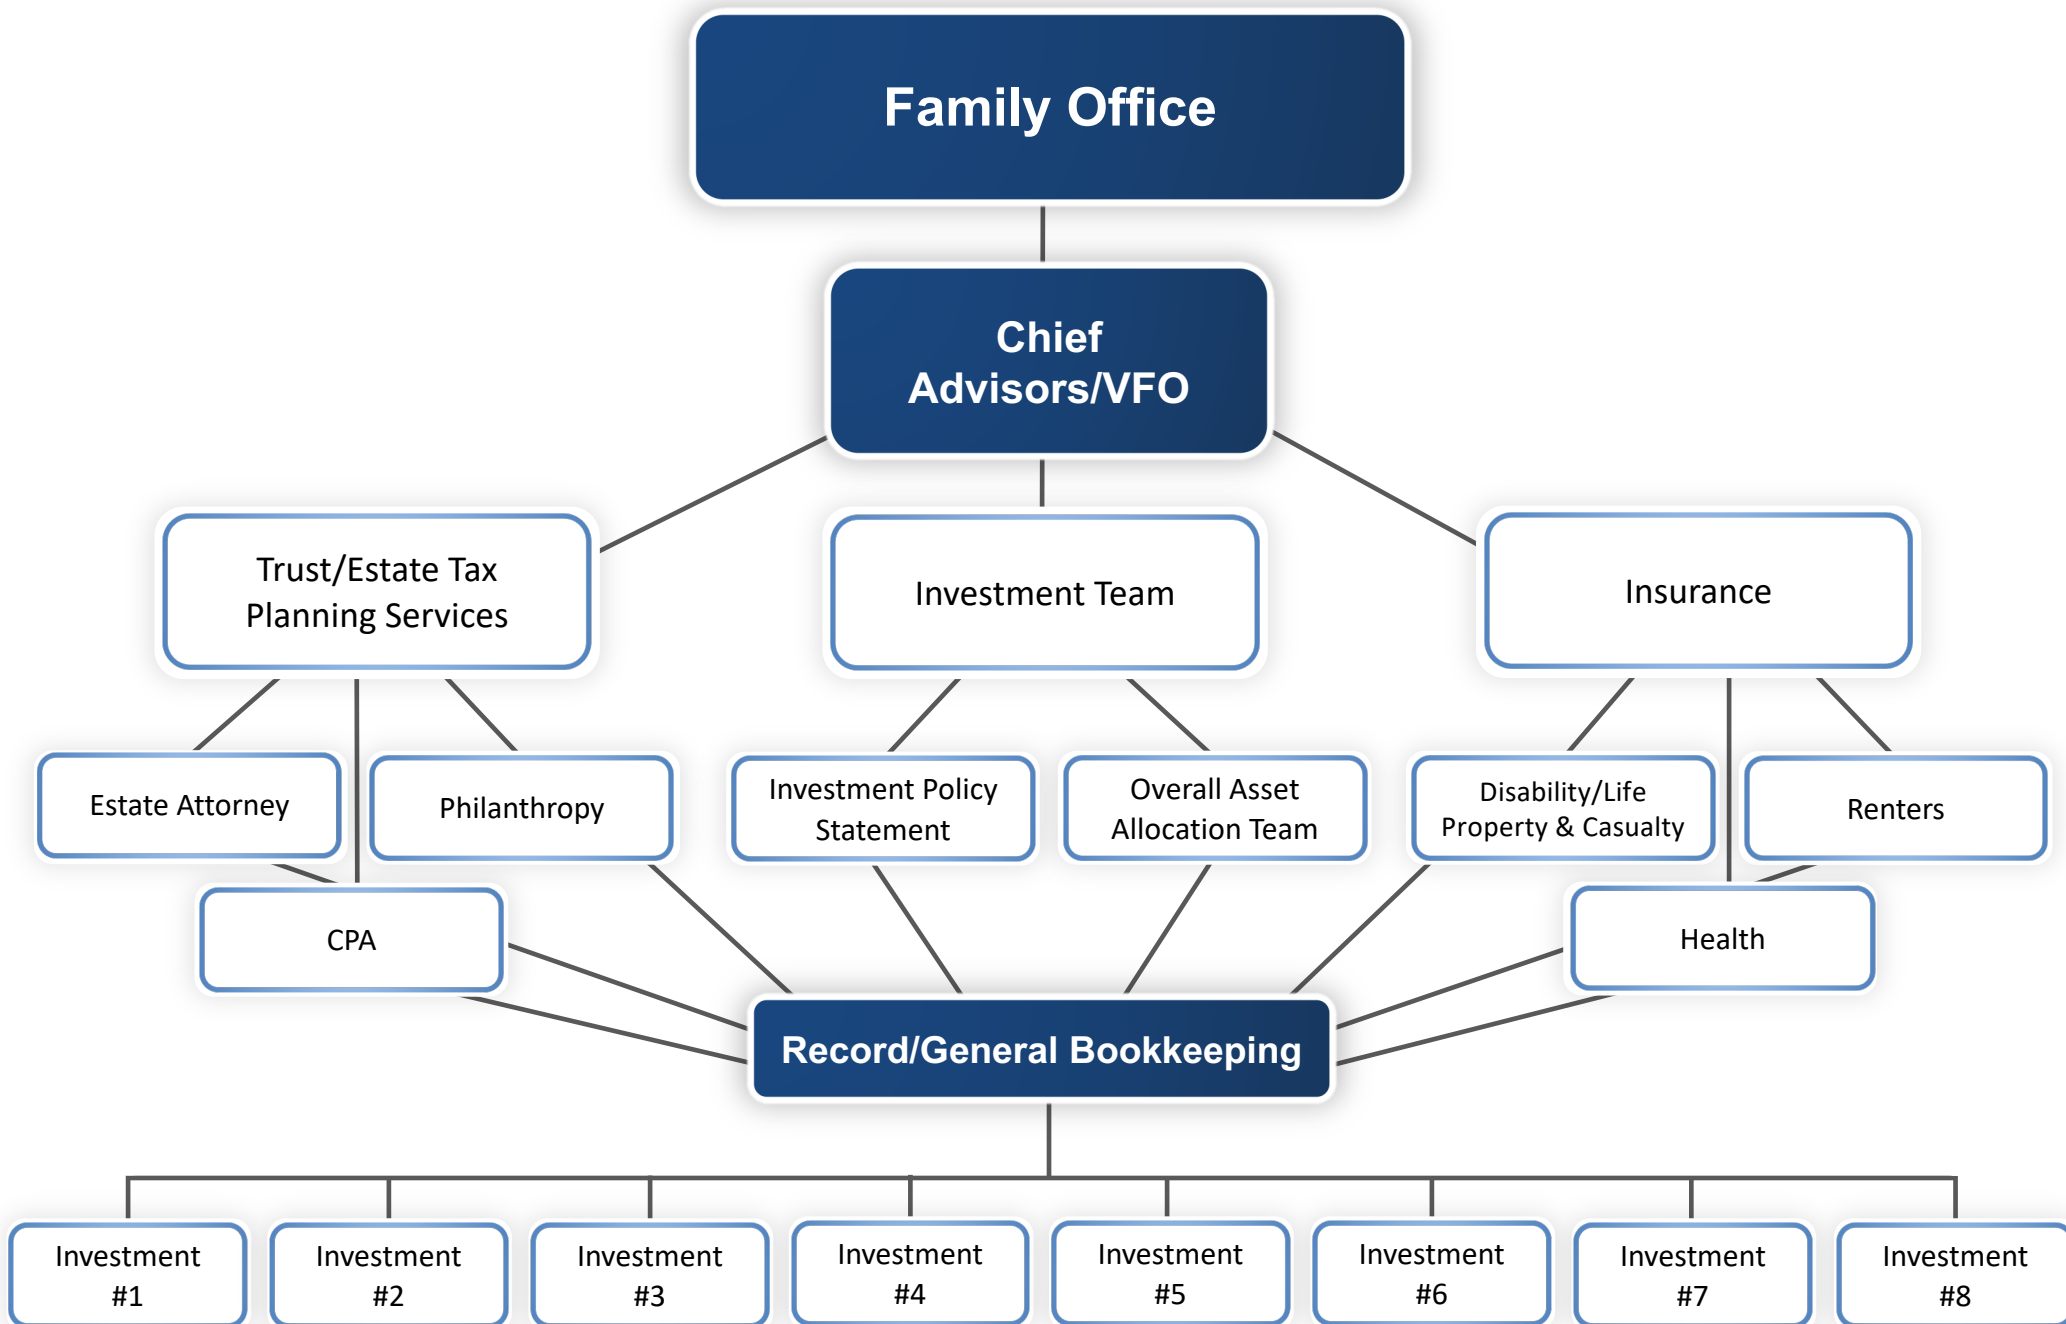 Family Office
Chief
Advisors/VFO
Trust/Estate Tax
Planning Services
Investment Team
Insurance
Estate Attorney
Philanthropy
Investment Policy
Statement
Overall Asset
Allocation Team
Disability/Life
Property & Casualty
Renters
CPA
Health
Record/General Bookkeeping
Investment
#1
Investment
#2
Investment
#3
Investment
#4
Investment
#5
Investment
#6
Investment
#7
Investment
#8